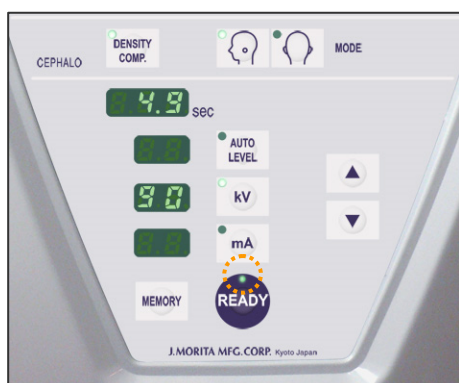 DENSITY
COMP.
CEPHALO
MODE
4.9 sec
AUTO
LEVEL
90
kV
mA
MEMORY
READY
J.MORITA MFG.CORP. Kyoto Japan